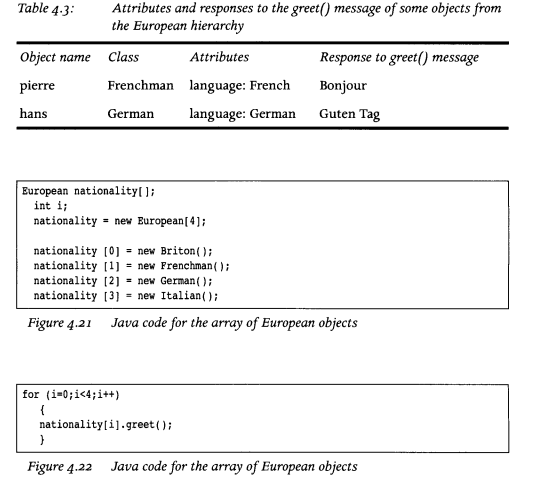 Table 4.3: Attributes and responses to the greet() message of some objects from
the European hierarchy
Object name Class Attributes Response to greet() message
pierre Frenchman language: French Bonjour
hans German language: German Guten Tag
European nationality[];
int i;
nationality = new European[4];
nationality [0] = new Briton();
nationality [1] = new Frenchman();
nationality [2] = new German();
nationality [3] = new Italian();
Figure 4.21 Java code for the array of European objects
for (i=0;i<4;i++)
{
nationality[i].greet();
}
Figure 4.22 Java code for the array of European objects